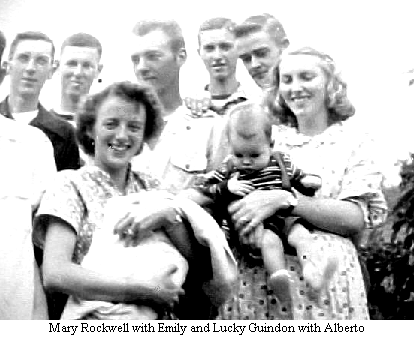 Mary Rockwell with Emily and Lucky Guindon with Alberto